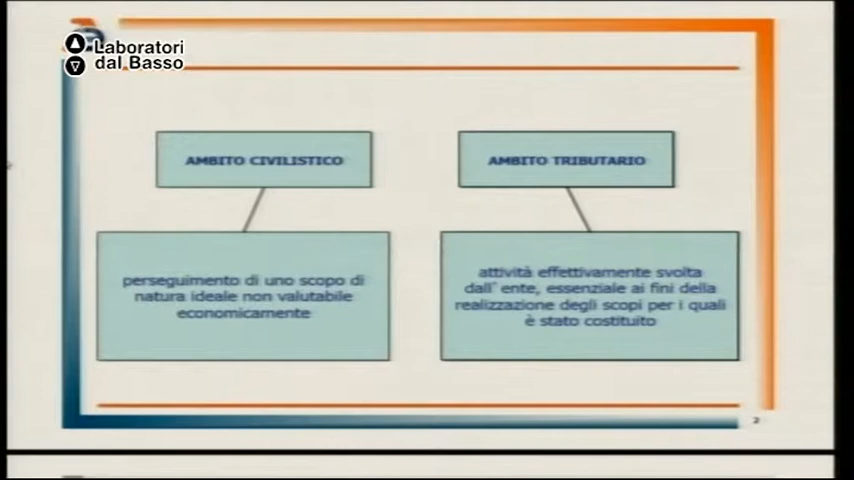 Laboratori
dal Basso
AMBITO CIVILISTICO
AMBITO TRIBUTARIO
perseguimento di uno scopo di
natura ideale non valutabile
economicamente
attività effettivamente svolta
dall' ente, essenziale ai fini della
realizzazione degli scopi per i quali
è stato costituito
2